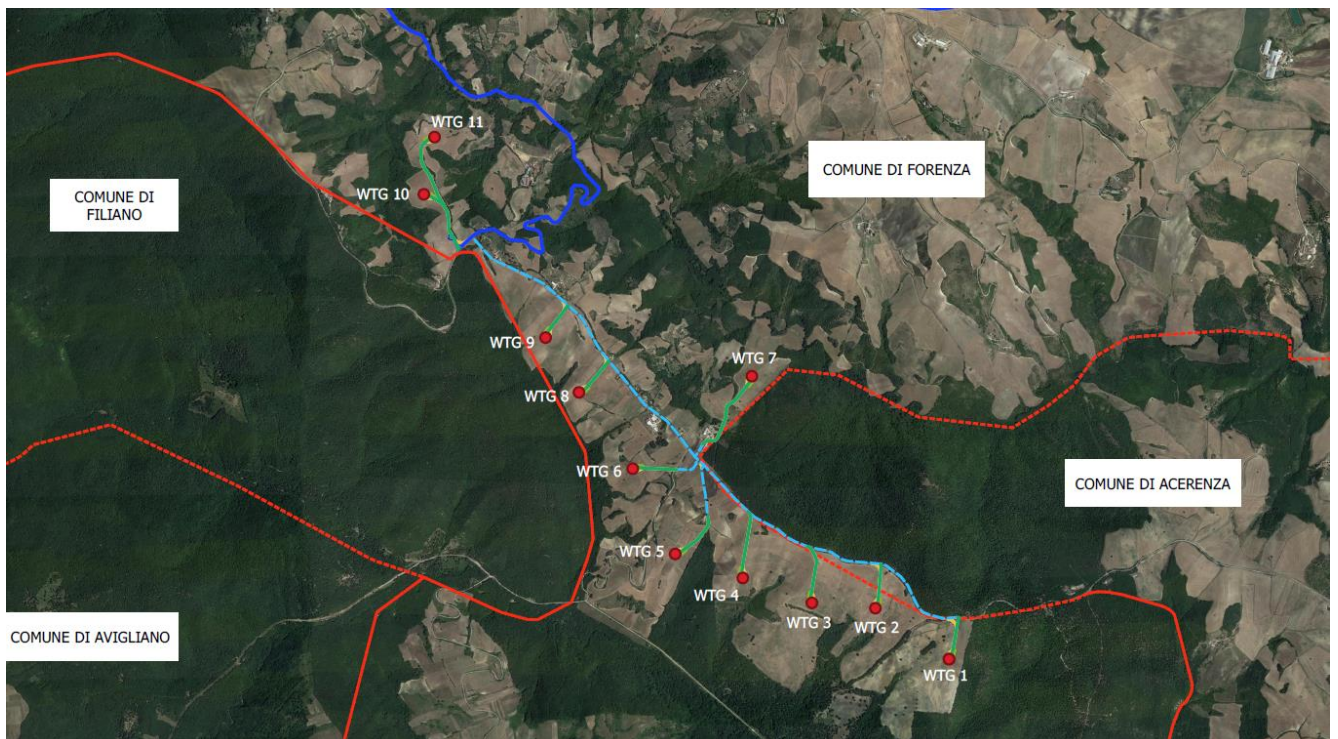 WTG 11
COMUNE DI FORENZA
COMUNE DI
FILIANO
WTG 10
WTG 9
WTG 7
WTG 8
WTG 6
COMUNE DI ACERENZA
WTG 5
WTG 4
WTG 3
WTG 2
COMUNE DI AVIGLIANO
WTG 1